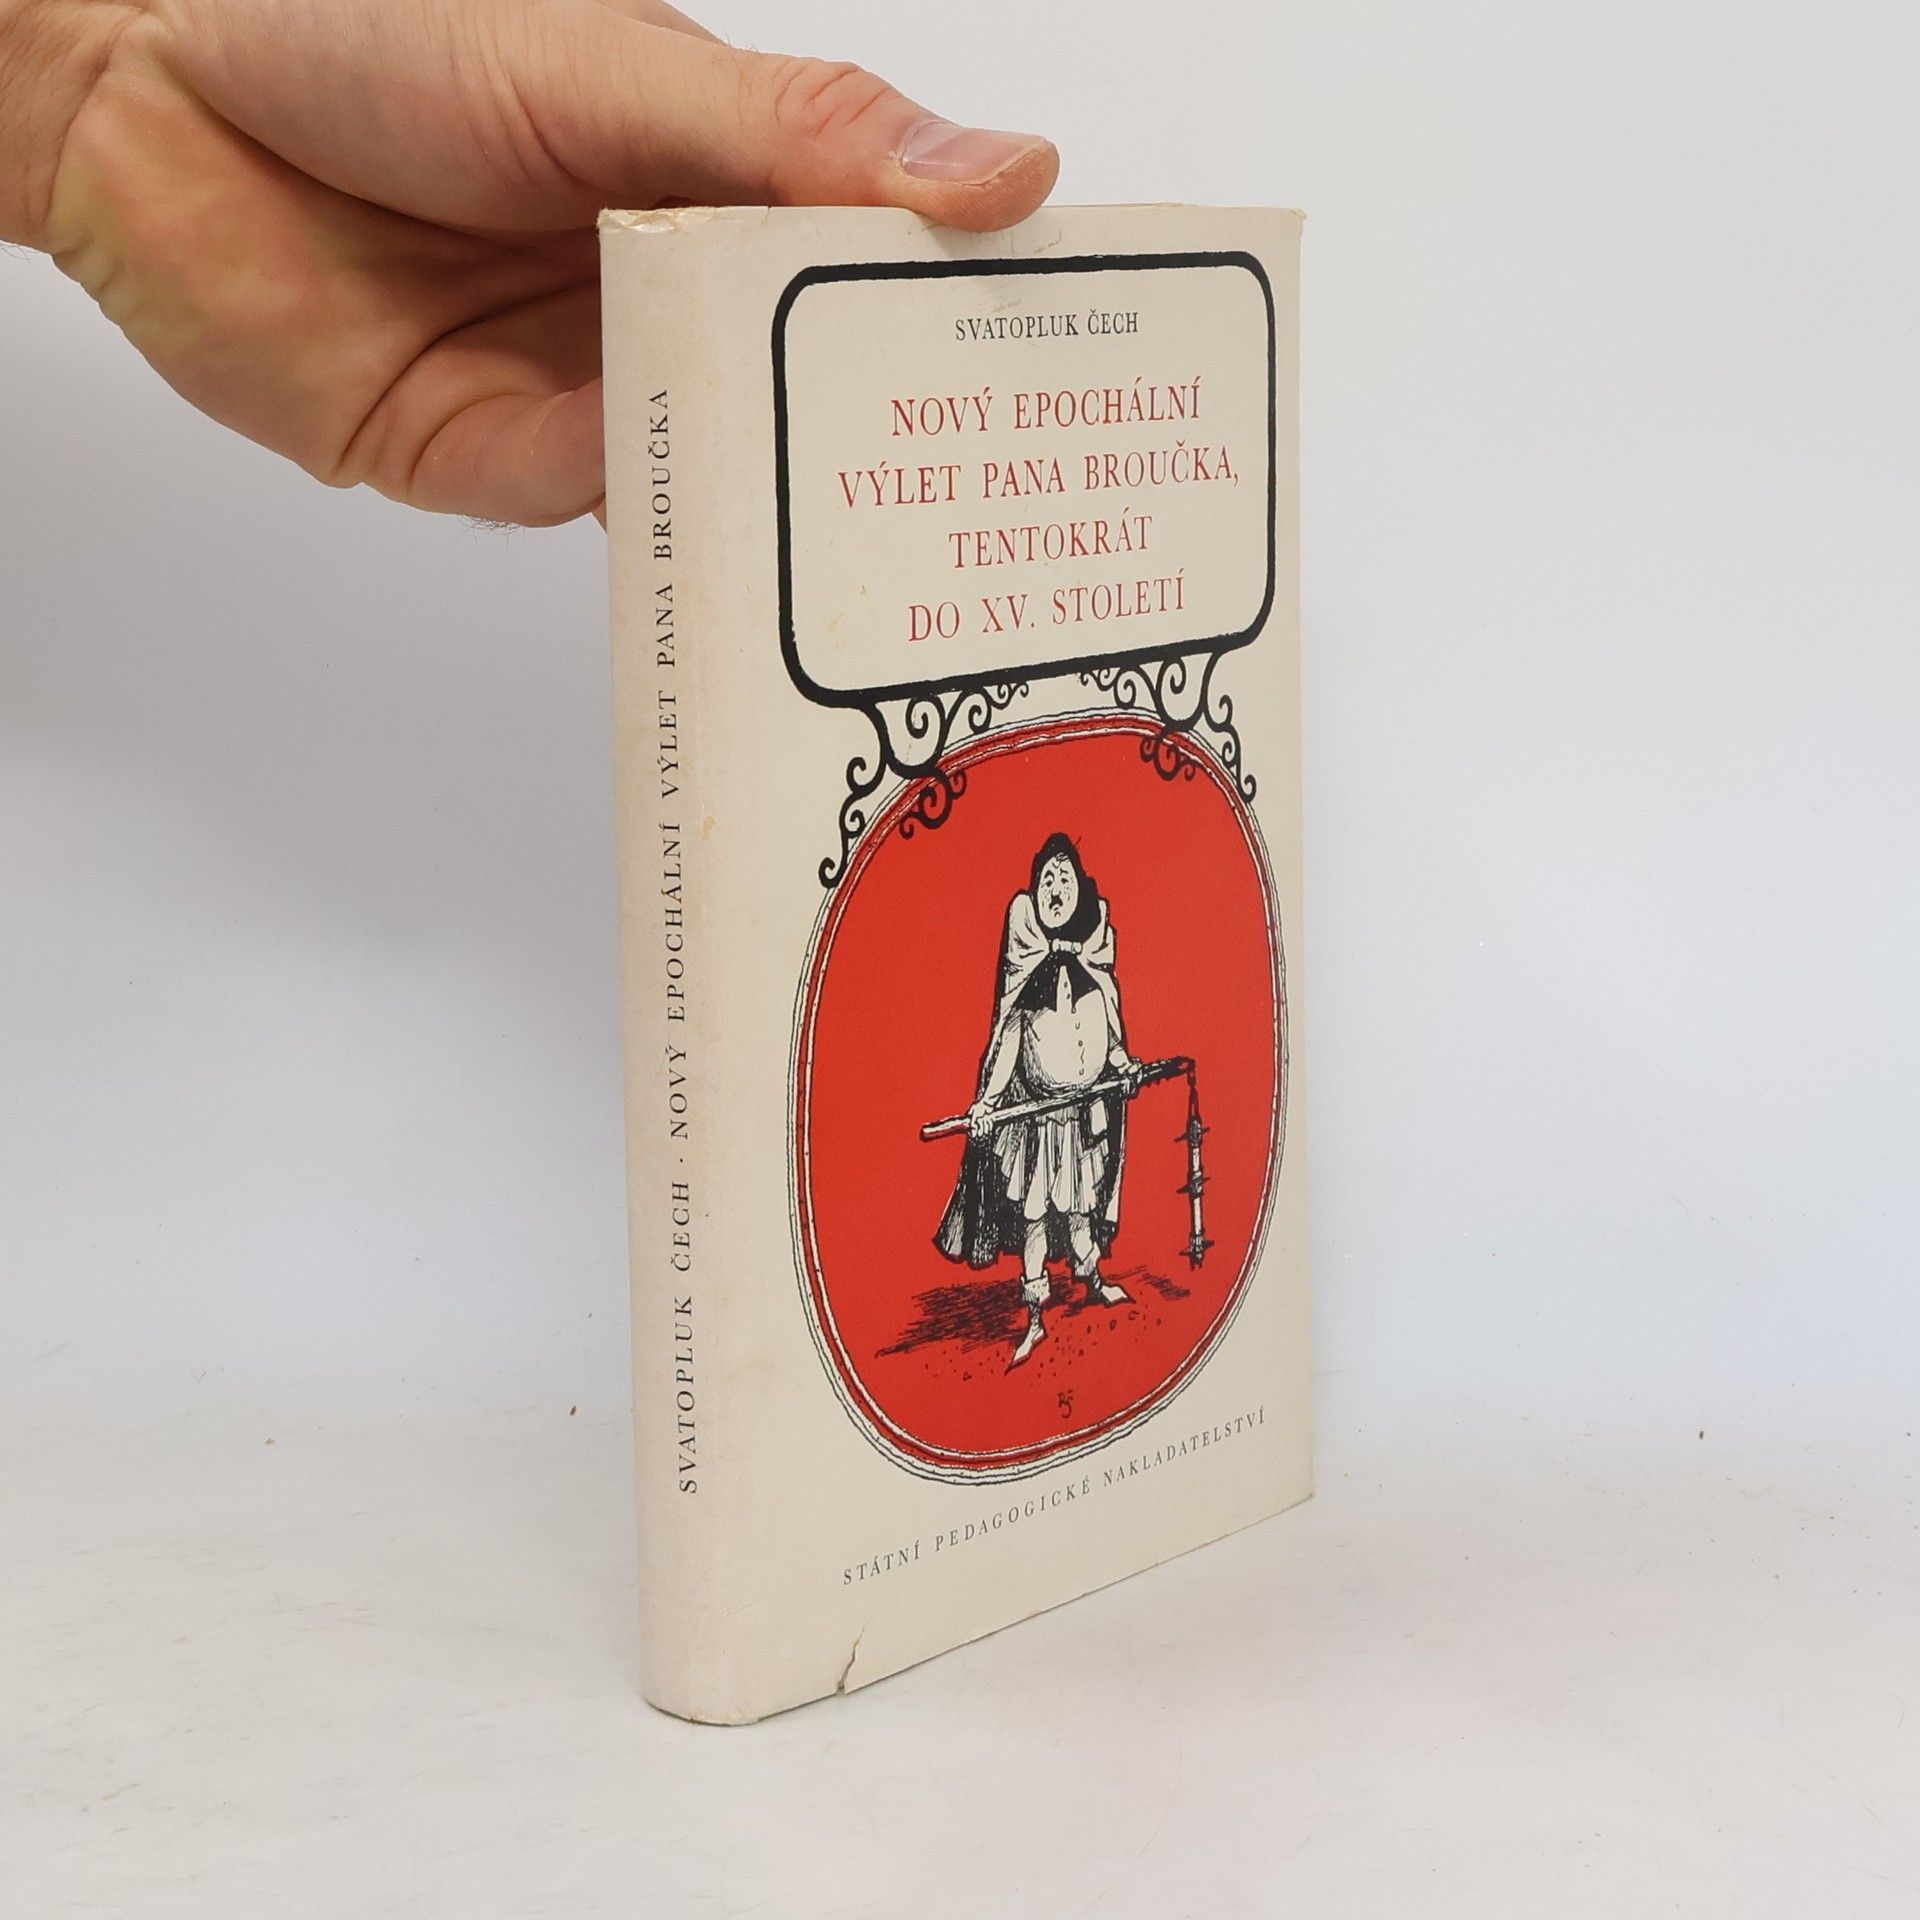 SVATOPLUK ČECH · NOVÝ EPOCHÁLNÍ VÝLET PANA BROUČKA
SVATOPLUK ČECH
NOVÝ EPOCHÁLNÍ
VÝLET PANA BROUČKA,
TENTOKRÁT
DO XV. STOLETÍ
STÁTNÍ PEDAGOGICKÉ NAKLADATELSTVÍ